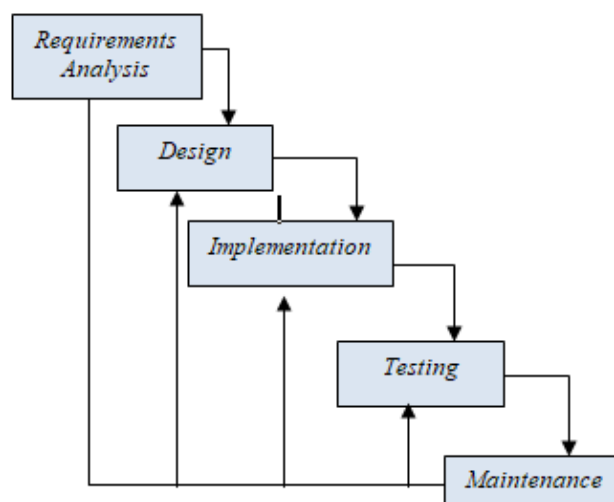 Requirements
Analysis
Design
Implementation
Testing
Maintenance